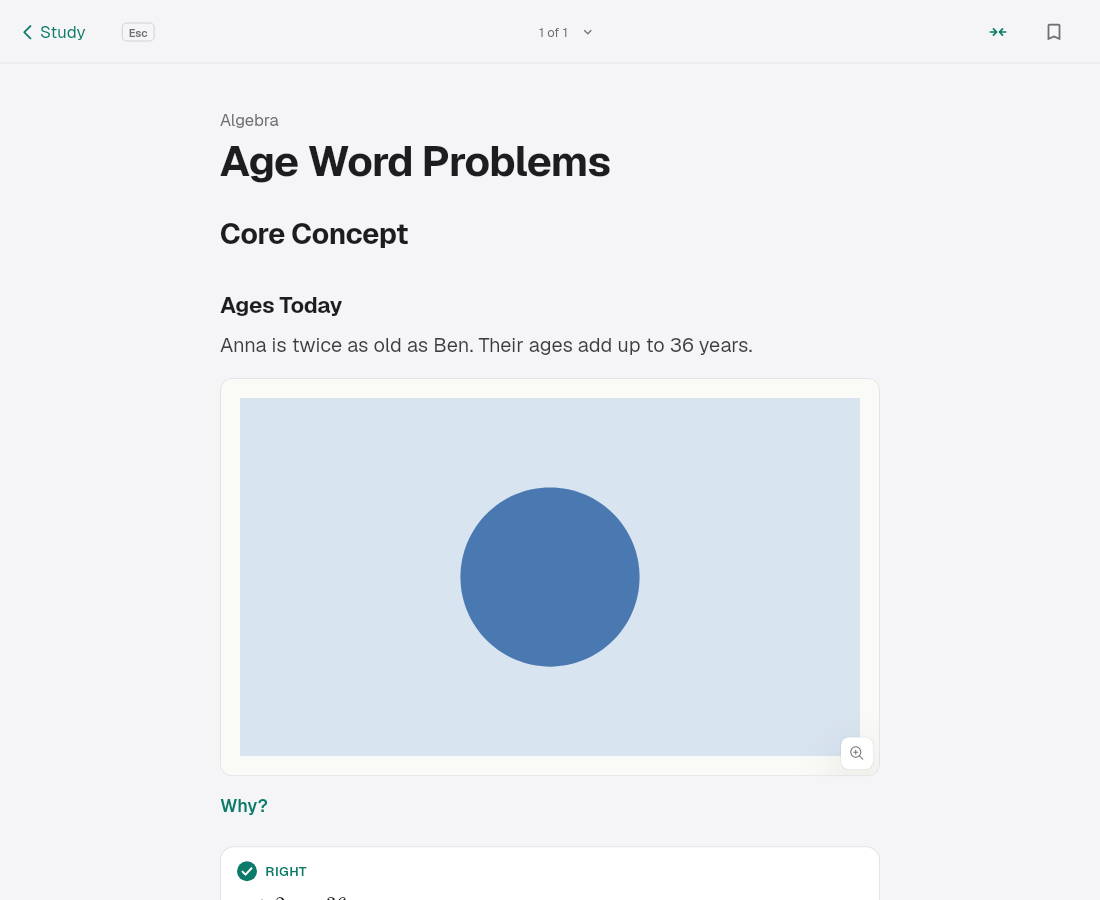 Study
Esc
1 of 1
Algebra
Age Word Problems
Core Concept
Ages Today
Anna is twice as old as Ben. Their ages add up to 36 years.
Why?
RIGHT